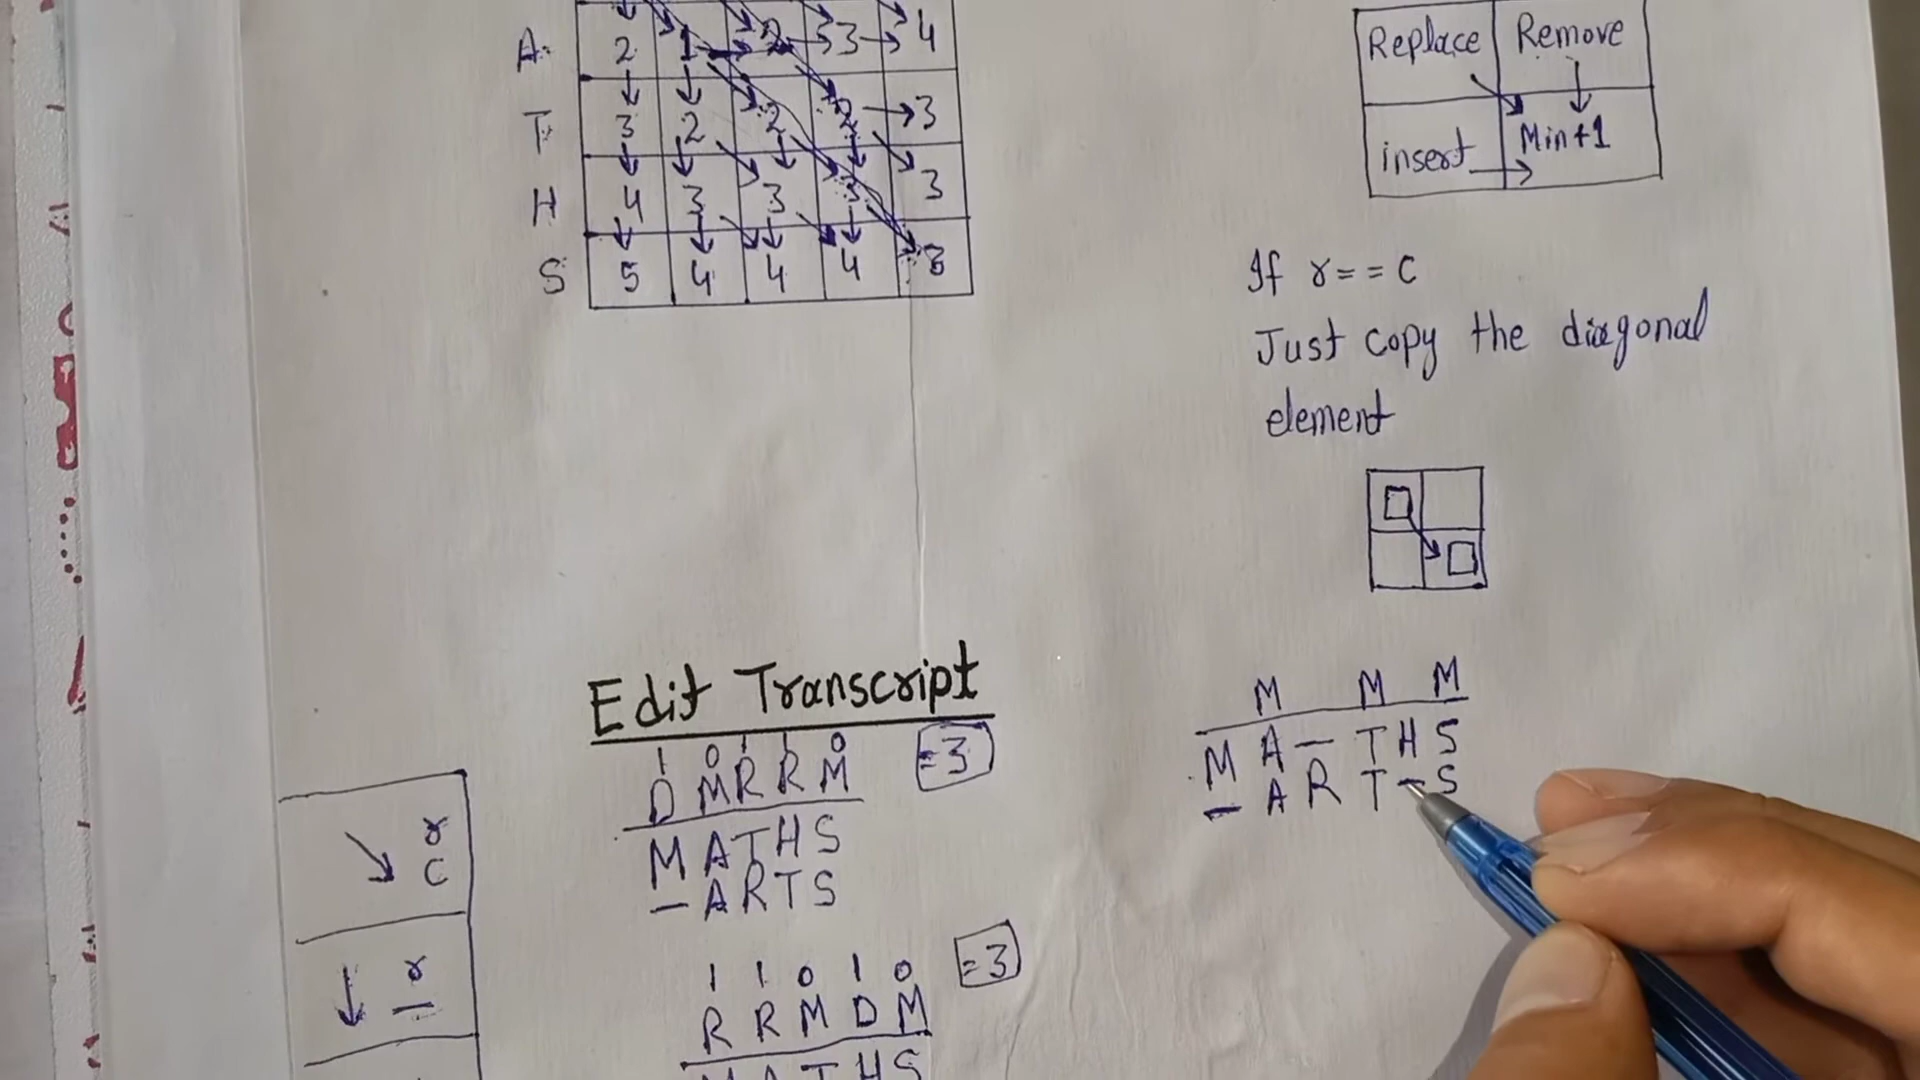 A 2 1 2 3 4
T 3 2 2 2 3
H 4 3 3 3 3
S 5 4 4 4 3
Replace Remove
insert Min+1
If r==C
Just copy the diagonal
element
Edit Transcript
1 0 1 1 0 =3
D M R R M
M A T H S
– A R T S
1 1 0 1 0 =3
R R M D M
M A T H S
M M M
M A – T H S
– A R T – S
r
C
r
–